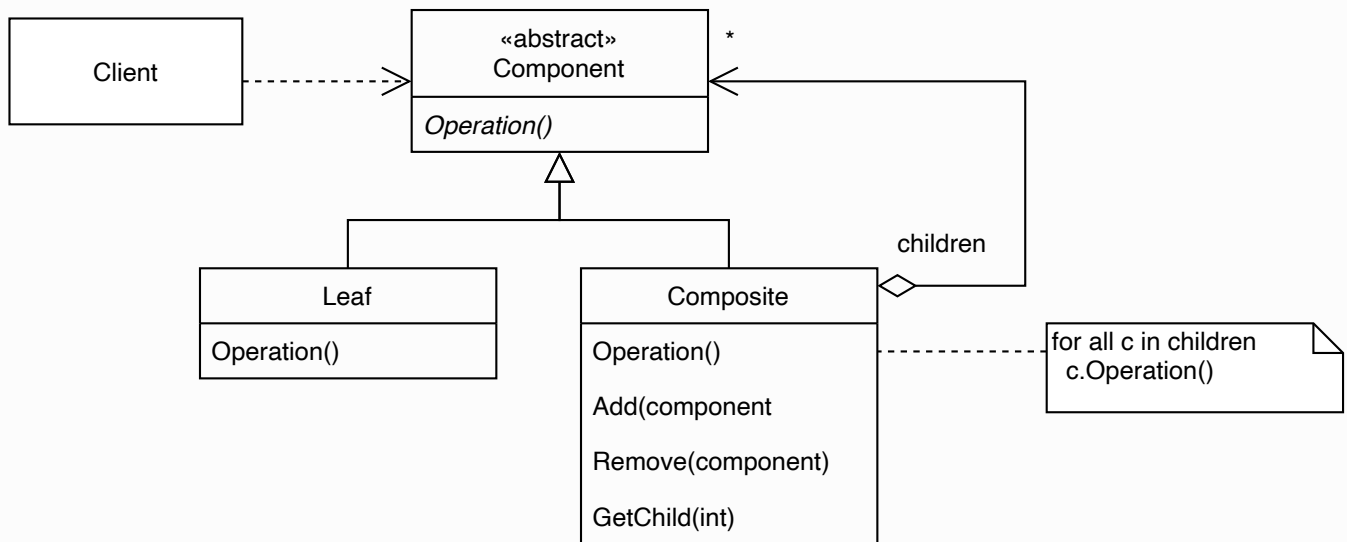 «abstract»
Component
*
Client
Operation()
children
Leaf
Composite
Operation()
Operation()
Add(component
Remove(component)
GetChild(int)
for all c in children
c.Operation()